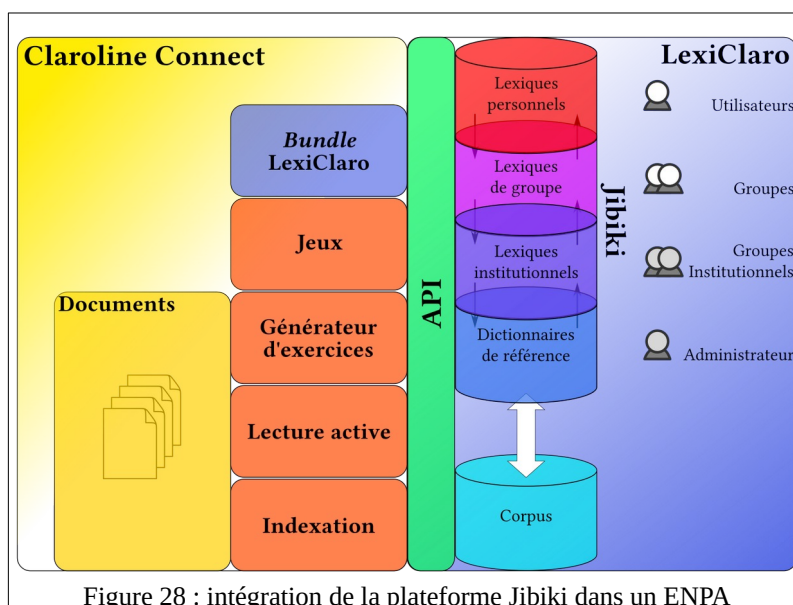 Claroline Connect
LexiClaro
Bundle
LexiClaro
Jeux
Documents
Générateur
d'exercices
Lecture active
Indexation
API
Lexiques
personnels
Lexiques
de groupe
Lexiques
institutionnels
Dictionnaires
de référence
Corpus
Jibiki
Utilisateurs
Groupes
Groupes
Institutionnels
Administrateur
Figure 28 : intégration de la plateforme Jibiki dans un ENPA